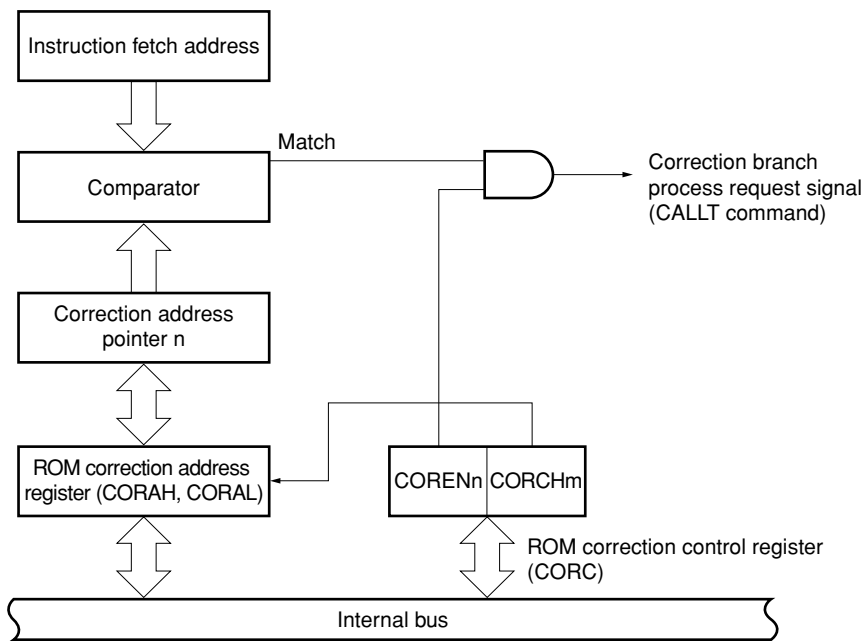 Instruction fetch address
Match
Comparator
Correction branch
process request signal
(CALLT command)
Correction address
pointer n
ROM correction address
register (CORAH, CORAL)
CORENn
CORCHm
ROM correction control register
(CORC)
Internal bus